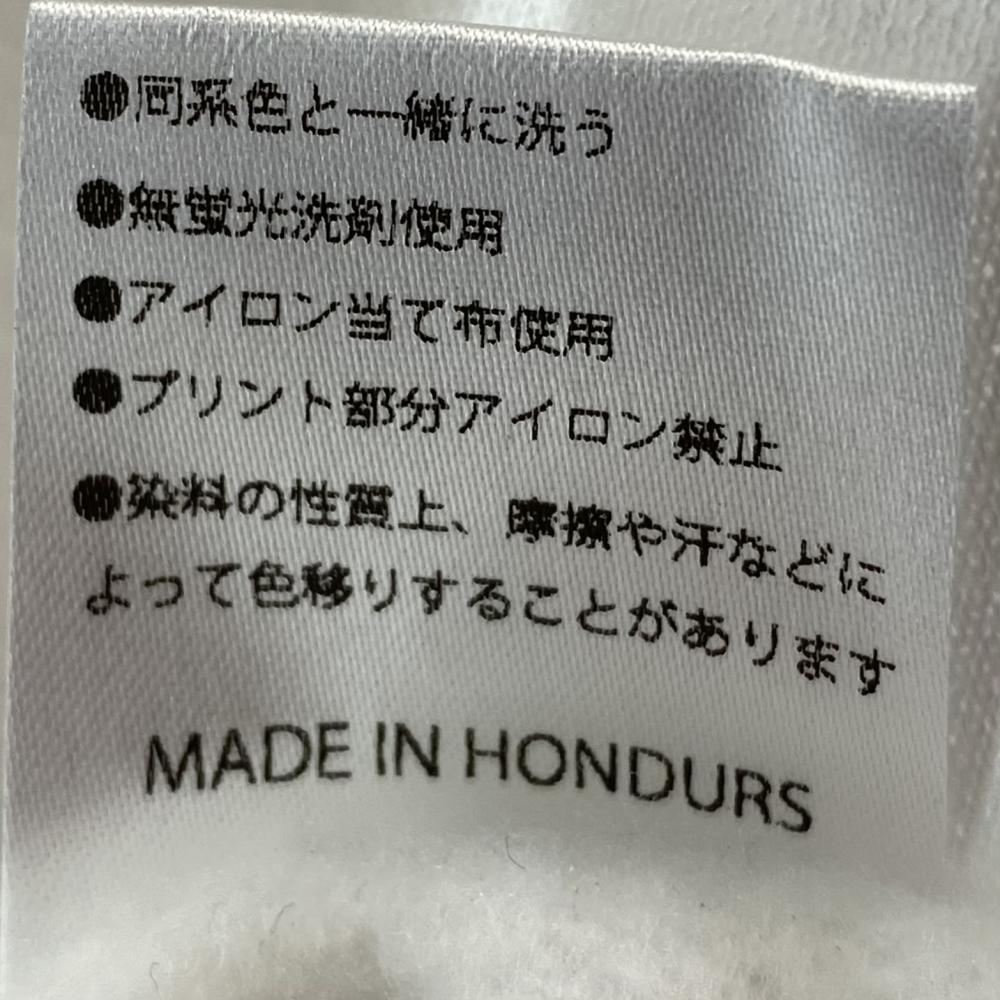 ●同系色と一緒に洗う
●無蛍光洗剤使用
●アイロン当て布使用
●プリント部分アイロン禁止
●染料の性質上、摩擦や汗などに
よって色移りすることがあります
MADE IN HONDURS